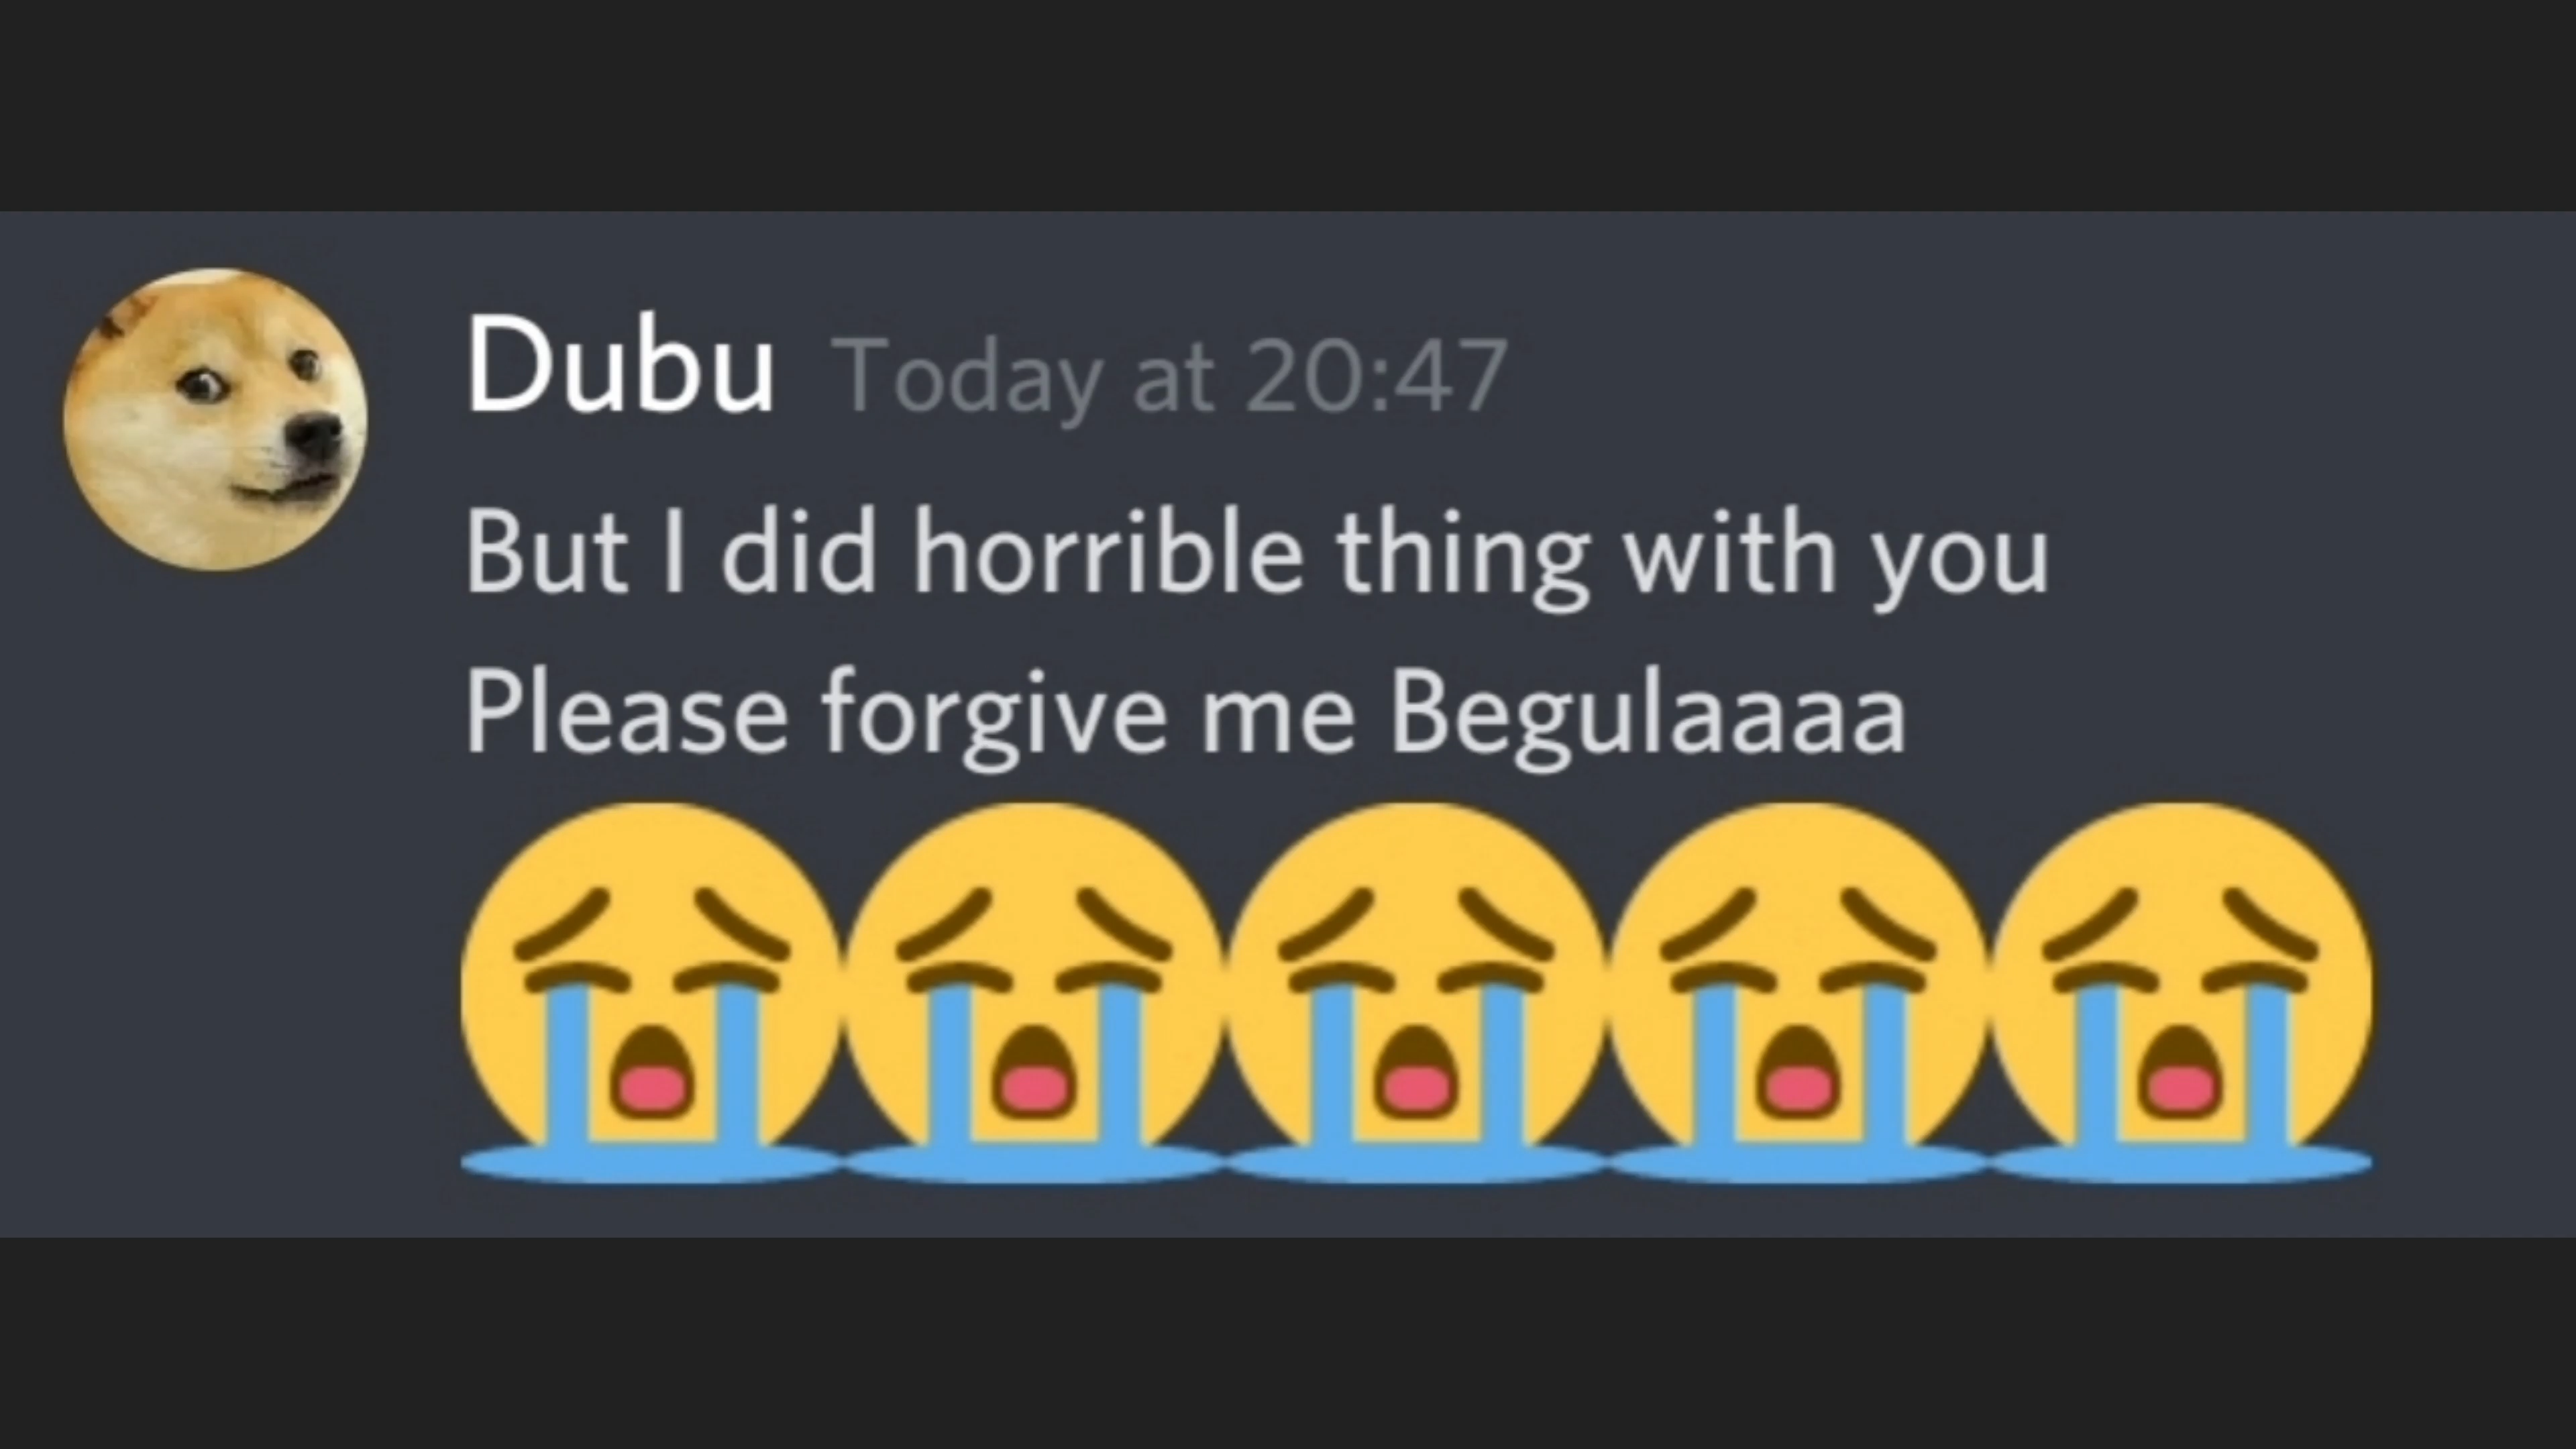 Dubu Today at 20:47
But I did horrible thing with you
Please forgive me Begulaaaa
😭😭😭😭😭